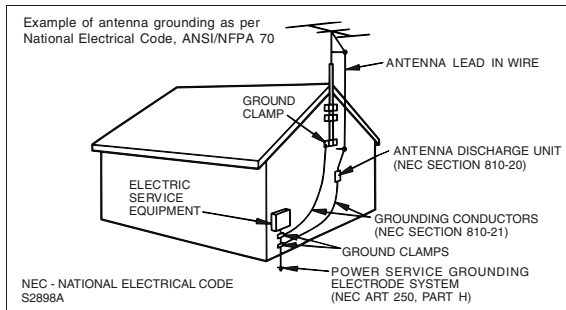 Example of antenna grounding as per
National Electrical Code, ANSI/NFPA 70
ANTENNA LEAD IN WIRE
GROUND
CLAMP
ANTENNA DISCHARGE UNIT
(NEC SECTION 810-20)
ELECTRIC
SERVICE
EQUIPMENT
GROUNDING CONDUCTORS
(NEC SECTION 810-21)
GROUND CLAMPS
POWER SERVICE GROUNDING
ELECTRODE SYSTEM
(NEC ART 250, PART H)
NEC - NATIONAL ELECTRICAL CODE
S2898A